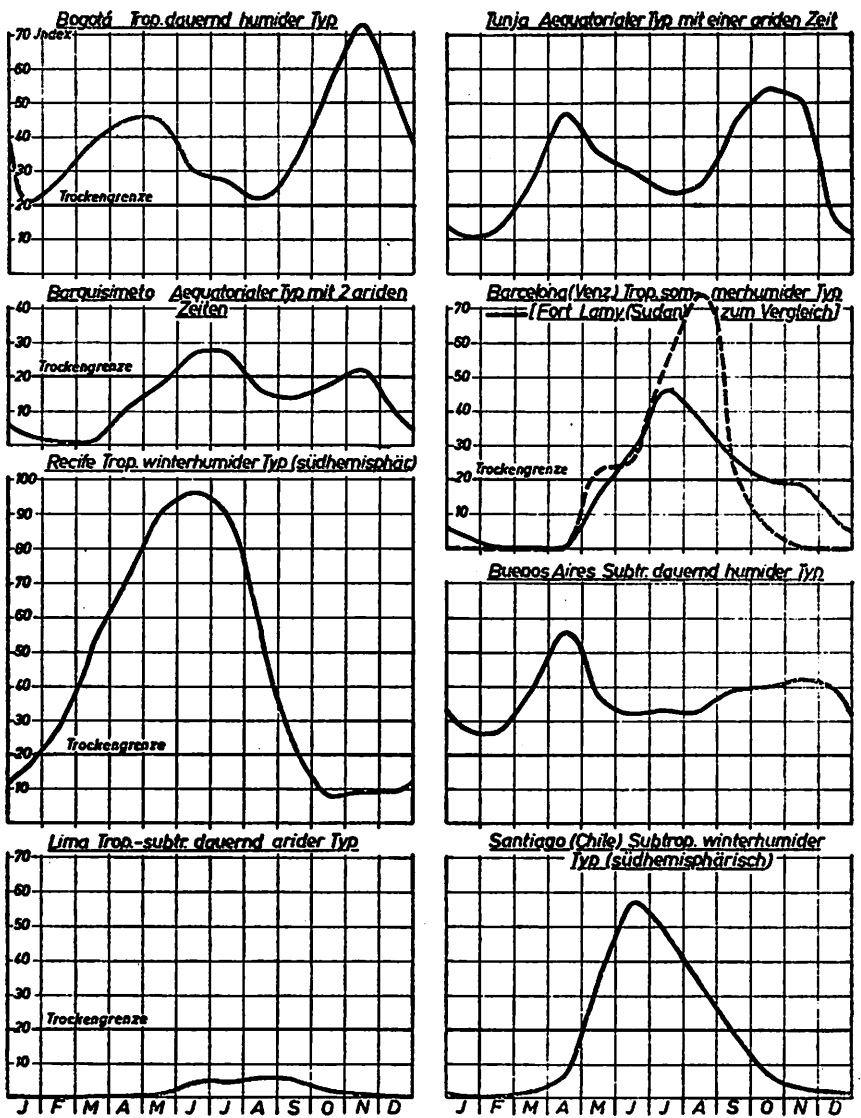 Bogotá Trop. dauernd humider Typ
70 Index
60
50
40
30
Trockengrenze
20
10
Tunja Aequatorialer Typ mit einer ariden Zeit
Barquisimeto Aequatorialer Typ mit 2 ariden
Zeiten
40
30
Trockengrenze
20
10
Barcelona (Venz.) Trop. som merhumider Typ
[Fort Lamy (Sudan) zum Vergleich]
70
60
50
40
30
Trockengrenze
20
10
Recife Trop. winterhumider Typ (südhemisphär.)
100
90
80
70
60
50
40
30
Trockengrenze
20
10
Buenos Aires Subtr. dauernd humider Typ
Lima Trop.-subtr. dauernd arider Typ
70
60
50
40
30
Trockengrenze
20
10
J F M A M J J A S O N D
Santiago (Chile) Subtrop. winterhumider
Typ (südhemisphärisch)
J F M A M J J A S O N D